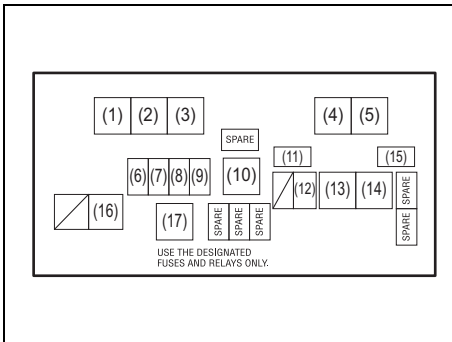 (1) (2) (3) (4) (5)
SPARE
(11) (15)
(6) (7) (8) (9) (10) (12) (13) (14) SPARE
(16) (17) SPARE SPARE SPARE SPARE
USE THE DESIGNATED
FUSES AND RELAYS ONLY.